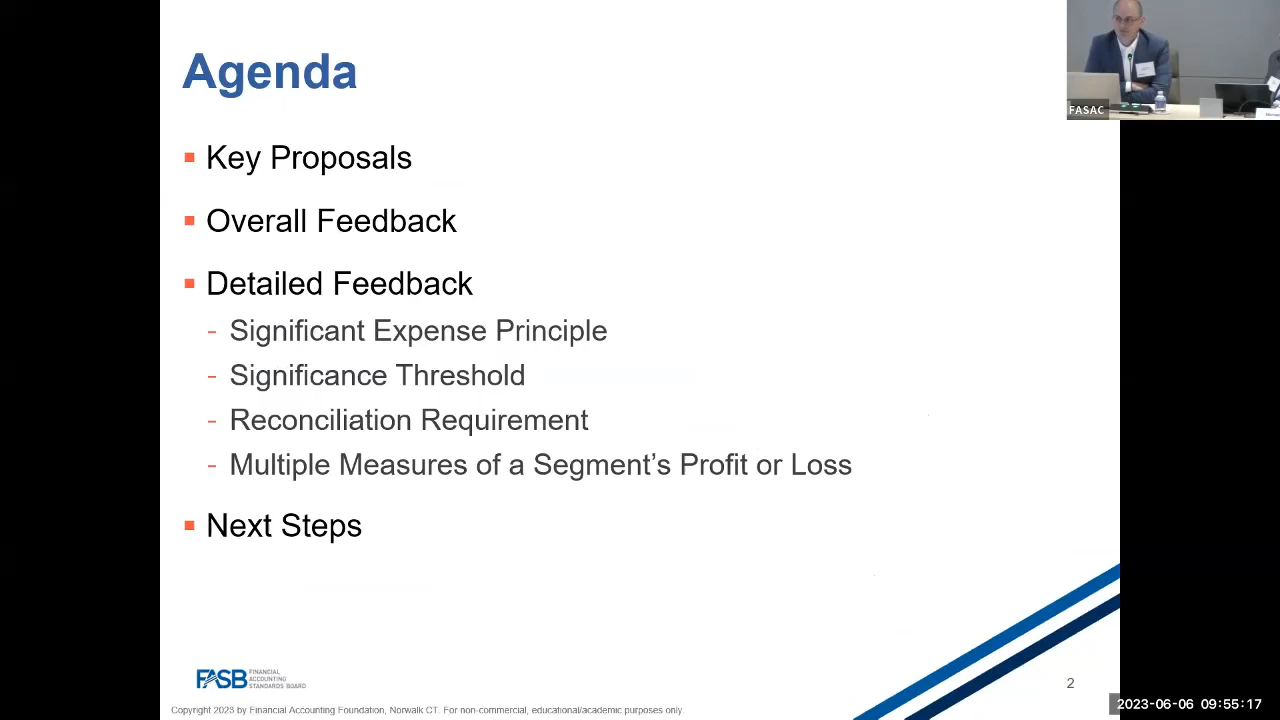 Agenda
FASAC
▪ Key Proposals
▪ Overall Feedback
▪ Detailed Feedback
- Significant Expense Principle
- Significance Threshold
- Reconciliation Requirement
- Multiple Measures of a Segment's Profit or Loss
▪ Next Steps
FASB FINANCIAL
ACCOUNTING
STANDARDS BOARD
2
Copyright 2023 by Financial Accounting Foundation, Norwalk CT. For non-commercial, educational/academic purposes only.
2023-06-06 09:55:17